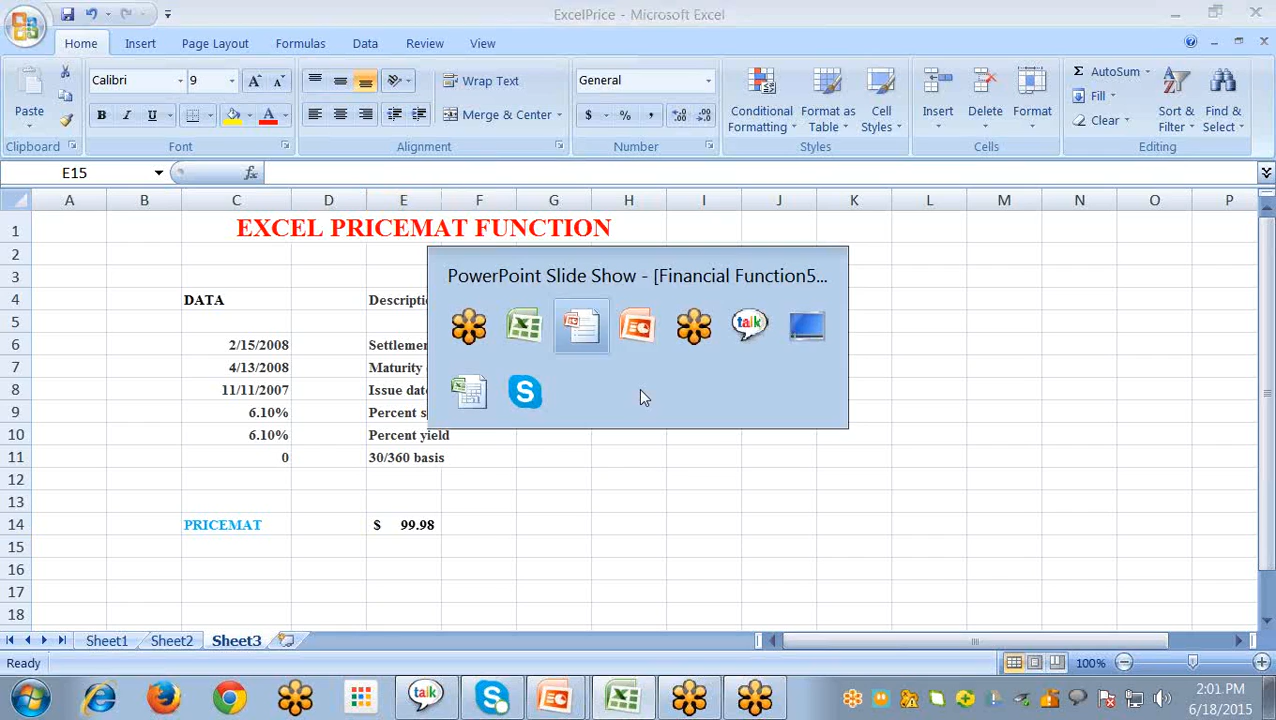 ExcelPrice - Microsoft Excel
Home Insert Page Layout Formulas Data Review View
Paste
Clipboard
Calibri 9
B I U A
Font
Wrap Text
Merge & Center
Alignment
General
$ % ,
Number
Conditional Formatting
Format as Table
Cell Styles
Styles
Insert Delete Format
Cells
Σ AutoSum
Fill
Clear
Sort & Filter
Find & Select
Editing
E15 fx
A B C D E F G H I J K L M N O P
1 EXCEL PRICEMAT FUNCTION
2
3
4 DATA Descripti
5
6 2/15/2008 Settlemen
7 4/13/2008 Maturity
8 11/11/2007 Issue dat
9 6.10% Percent s
10 6.10% Percent yield
11 0 30/360 basis
12
13
14 PRICEMAT $ 99.98
15
16
17
18
PowerPoint Slide Show - [Financial Function5...
talk
S
Sheet1 Sheet2 Sheet3
Ready 100%
talk
S
2:01 PM
6/18/2015